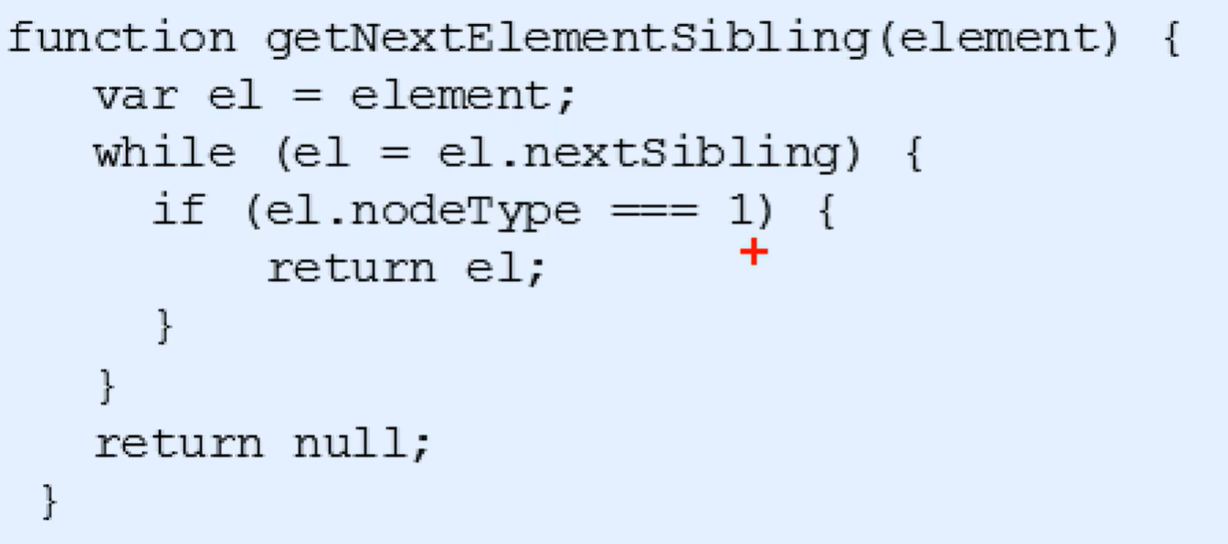 function getNextElementSibling(element) {
var el = element;
while (el = el.nextSibling) {
if (el.nodeType === 1) {
return el;
}
}
return null;
}